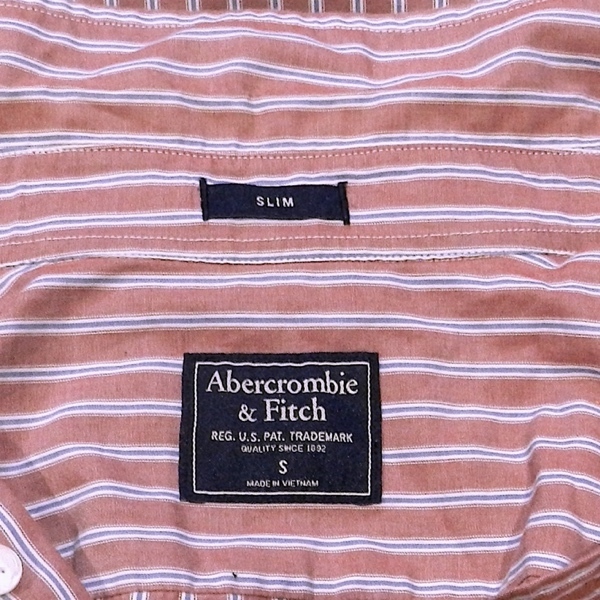 SLIM
Abercrombie
& Fitch
REG. U.S. PAT. TRADEMARK
QUALITY SINCE 1892
S
MADE IN VIETNAM